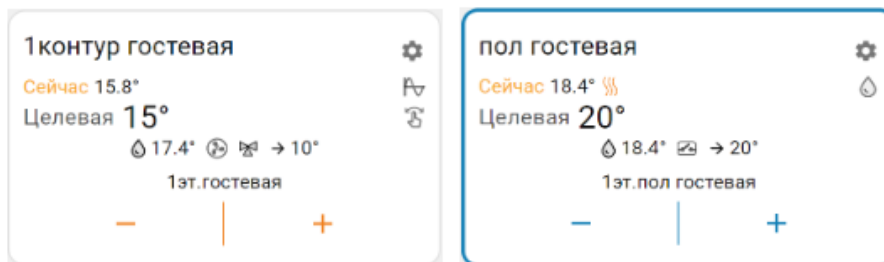 1контур гостевая
Сейчас 15.8°
Целевая 15°
17.4° → 10°
1эт.гостевая
− +
пол гостевая
Сейчас 18.4°
Целевая 20°
18.4° → 20°
1эт.пол гостевая
− +